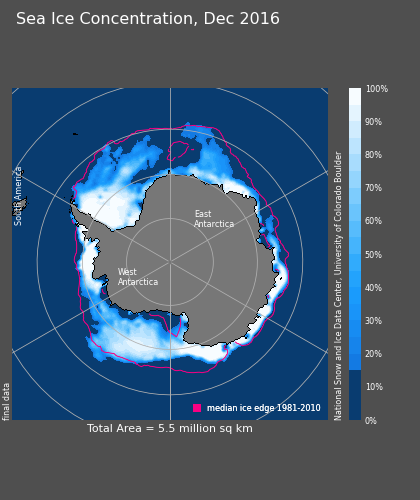 Sea Ice Concentration, Dec 2016
South America
East
Antarctica
West
Antarctica
median ice edge 1981-2010
final data
Total Area = 5.5 million sq km
National Snow and Ice Data Center, University of Colorado Boulder
100%
90%
80%
70%
60%
50%
40%
30%
20%
10%
0%